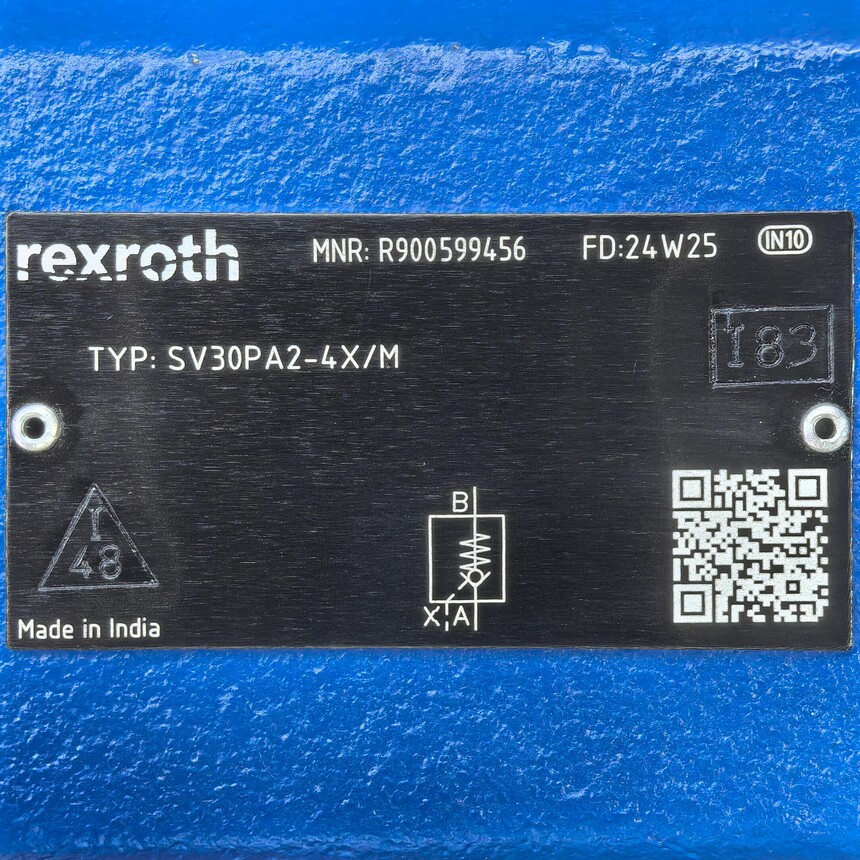 rexroth MNR: R900599456 FD:24W25 IN10
TYP: SV30PA2-4X/M
I83
I
48
B
X A
Made in India